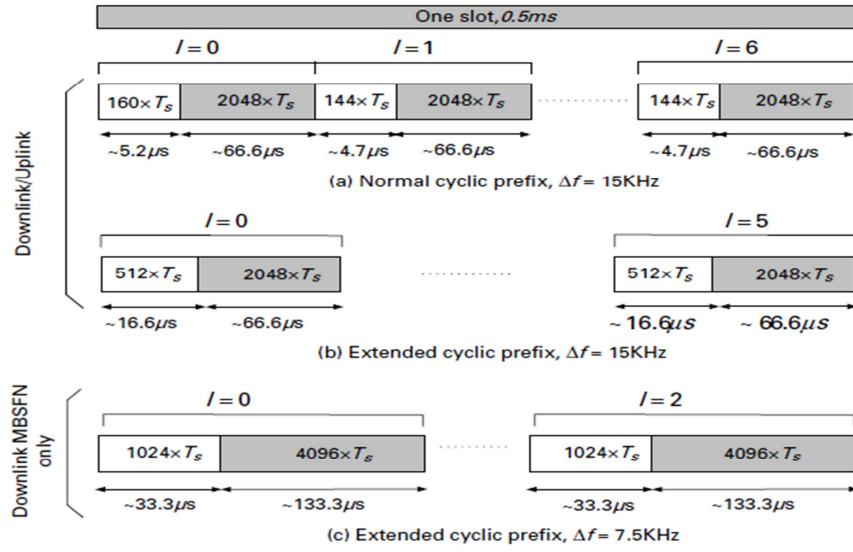 One slot, 0.5ms
l = 0 l = 1 l = 6
160×Ts 2048×Ts 144×Ts 2048×Ts 144×Ts 2048×Ts
~5.2μs ~66.6μs ~4.7μs ~66.6μs ~4.7μs ~66.6μs
(a) Normal cyclic prefix, Δf = 15KHz
Downlink/Uplink
l = 0 l = 5
512×Ts 2048×Ts 512×Ts 2048×Ts
~16.6μs ~66.6μs ~16.6μs ~66.6μs
(b) Extended cyclic prefix, Δf = 15KHz
Downlink MBSFN
only
l = 0 l = 2
1024×Ts 4096×Ts 1024×Ts 4096×Ts
~33.3μs ~133.3μs ~33.3μs ~133.3μs
(c) Extended cyclic prefix, Δf = 7.5KHz